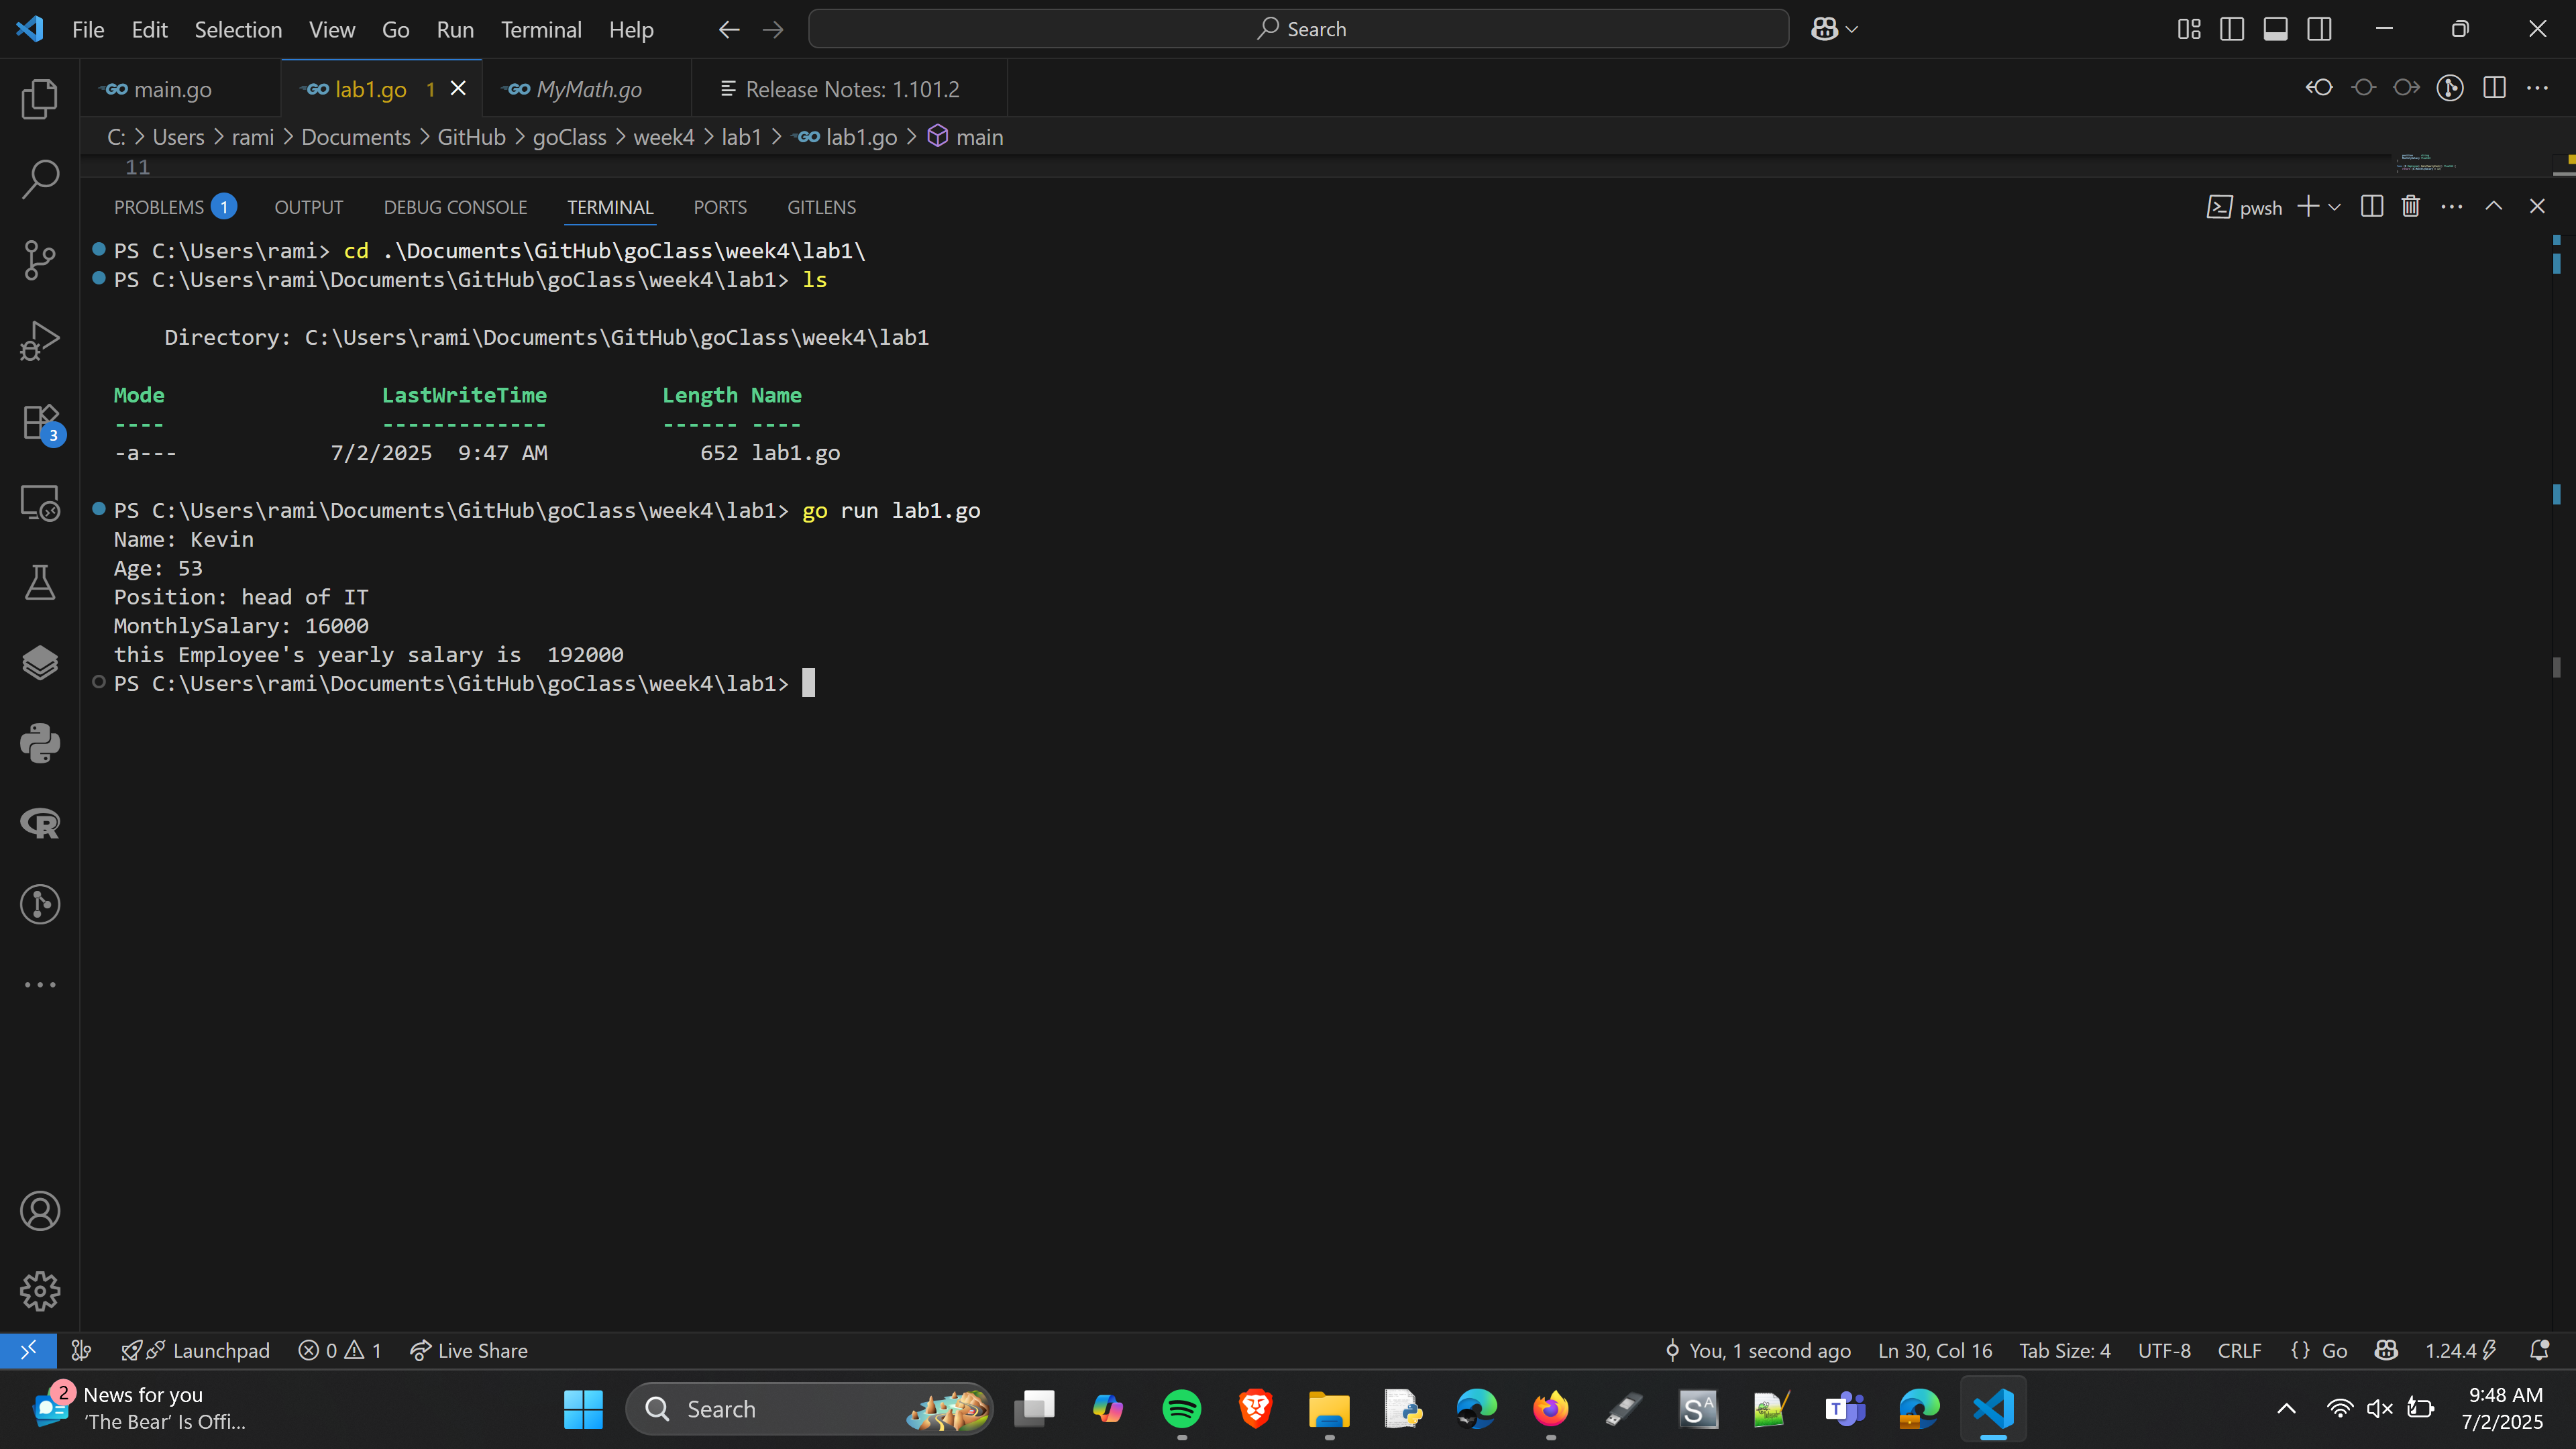 File Edit Selection View Go Run Terminal Help Search
GO main.go GO lab1.go 1 GO MyMath.go Release Notes: 1.101.2
C: > Users > rami > Documents > GitHub > goClass > week4 > lab1 > GO lab1.go > main
11
PROBLEMS 1 OUTPUT DEBUG CONSOLE TERMINAL PORTS GITLENS pwsh
PS C:\Users\rami> cd .\Documents\GitHub\goClass\week4\lab1\
PS C:\Users\rami\Documents\GitHub\goClass\week4\lab1> ls
Directory: C:\Users\rami\Documents\GitHub\goClass\week4\lab1
Mode LastWriteTime Length Name
---- ------------- ------ ----
-a--- 7/2/2025 9:47 AM 652 lab1.go
PS C:\Users\rami\Documents\GitHub\goClass\week4\lab1> go run lab1.go
Name: Kevin
Age: 53
Position: head of IT
MonthlySalary: 16000
this Employee's yearly salary is  192000
PS C:\Users\rami\Documents\GitHub\goClass\week4\lab1>
3
Launchpad 0 1 Live Share You, 1 second ago Ln 30, Col 16 Tab Size: 4 UTF-8 CRLF {} Go 1.24.4
2 News for you
'The Bear' Is Offi...
Search
9:48 AM
7/2/2025